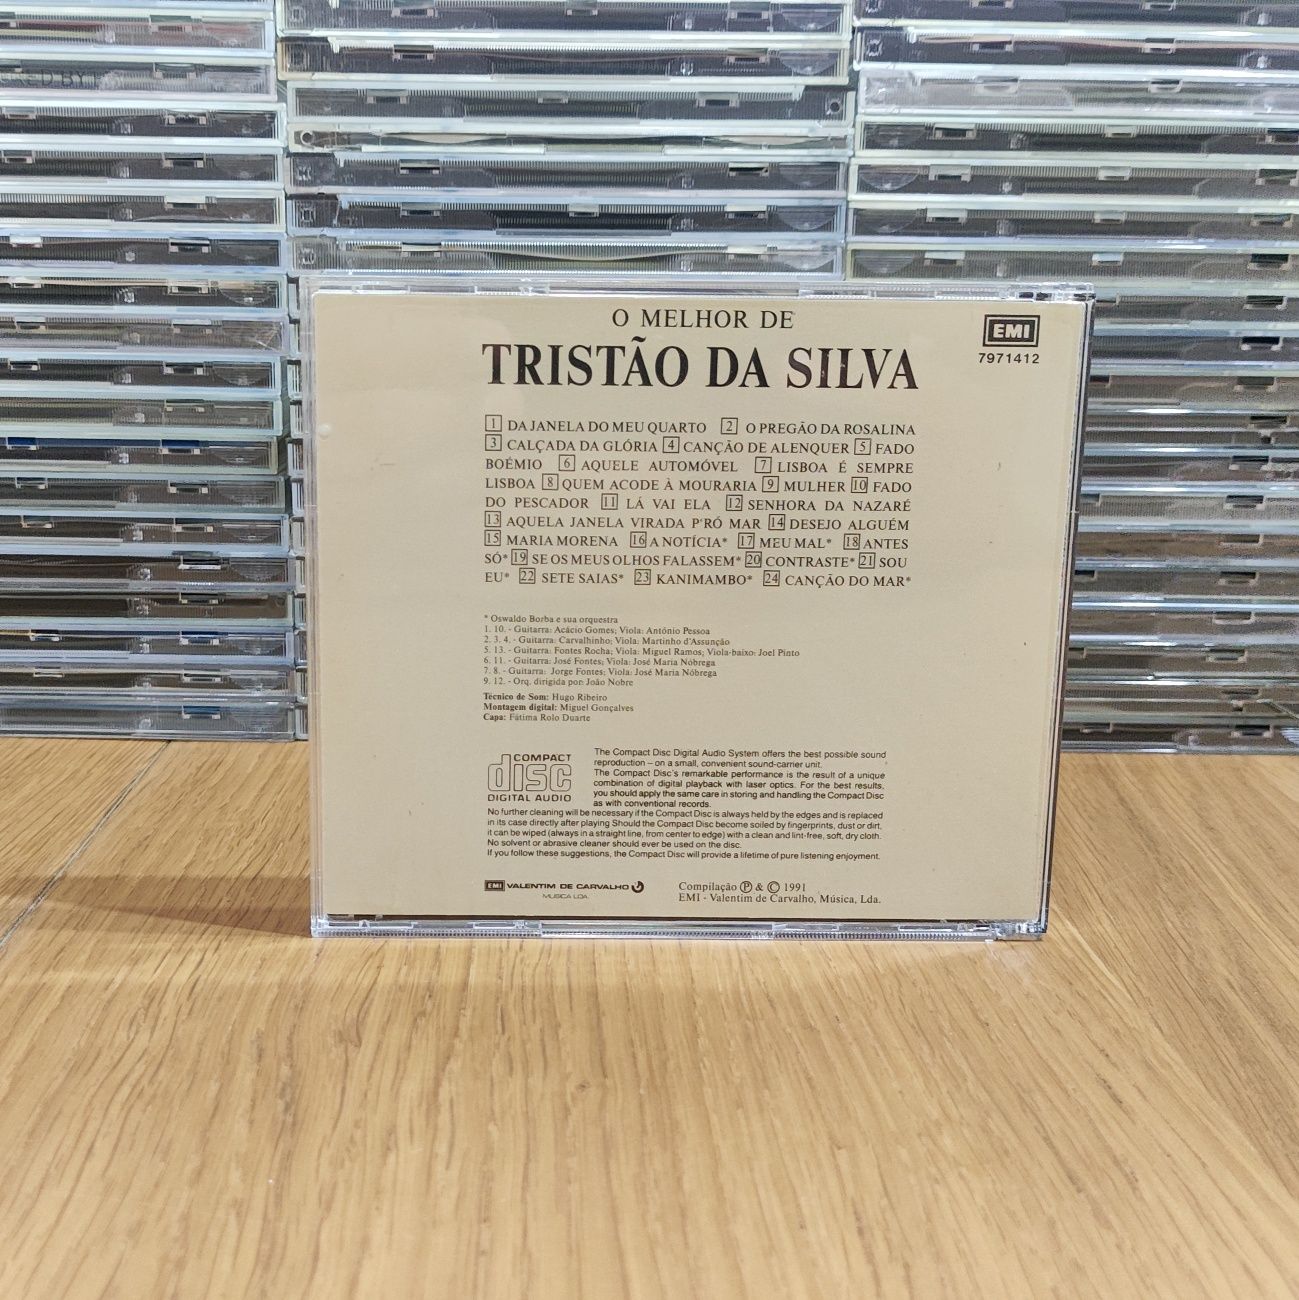 O MELHOR DE
TRISTÃO DA SILVA
EMI
7971412
1 DA JANELA DO MEU QUARTO 2 O PREGÃO DA ROSALINA
3 CALÇADA DA GLÓRIA 4 CANÇÃO DE ALENQUER 5 FADO
BOÉMIO 6 AQUELE AUTOMÓVEL 7 LISBOA É SEMPRE
LISBOA 8 QUEM ACODE À MOURARIA 9 MULHER 10 FADO
DO PESCADOR 11 LÁ VAI ELA 12 SENHORA DA NAZARÉ
13 AQUELA JANELA VIRADA P'RÓ MAR 14 DESEJO ALGUÉM
15 MARIA MORENA 16 A NOTÍCIA* 17 MEU MAL* 18 ANTES
SÓ* 19 SE OS MEUS OLHOS FALASSEM* 20 CONTRASTE* 21 SOU
EU* 22 SETE SAIAS* 23 KANIMAMBO* 24 CANÇÃO DO MAR*
* Oswaldo Borba e sua orquestra
1. 10. - Guitarra: Acácio Gomes; Viola: António Pessoa
2. 3. 4. - Guitarra: Carvalhinho; Viola: Martinho d'Assunção
5. 13. - Guitarra: Fontes Rocha; Viola: Miguel Ramos; Viola-baixo: Joel Pinto
6. 11. - Guitarra: José Fontes; Viola: José Maria Nóbrega
7. 8. - Guitarra: Jorge Fontes; Viola: José Maria Nóbrega
9. 12. - Orq. dirigida por: João Nobre
Técnico de Som: Hugo Ribeiro
Montagem digital: Miguel Gonçalves
Capa: Fátima Rolo Duarte
COMPACT
disc
DIGITAL AUDIO
The Compact Disc Digital Audio System offers the best possible sound
reproduction – on a small, convenient sound-carrier unit.
The Compact Disc's remarkable performance is the result of a unique
combination of digital playback with laser optics. For the best results,
you should apply the same care in storing and handling the Compact Disc
as with conventional records.
No further cleaning will be necessary if the Compact Disc is always held by the edges and is replaced
in its case directly after playing Should the Compact Disc become soiled by fingerprints, dust or dirt,
it can be wiped (always in a straight line, from center to edge) with a clean and lint-free, soft, dry cloth.
No solvent or abrasive cleaner should ever be used on the disc.
If you follow these suggestions, the Compact Disc will provide a lifetime of pure listening enjoyment.
EMI VALENTIM DE CARVALHO
MÚSICA LDA.
Compilação ℗ & © 1991
EMI - Valentim de Carvalho, Música, Lda.